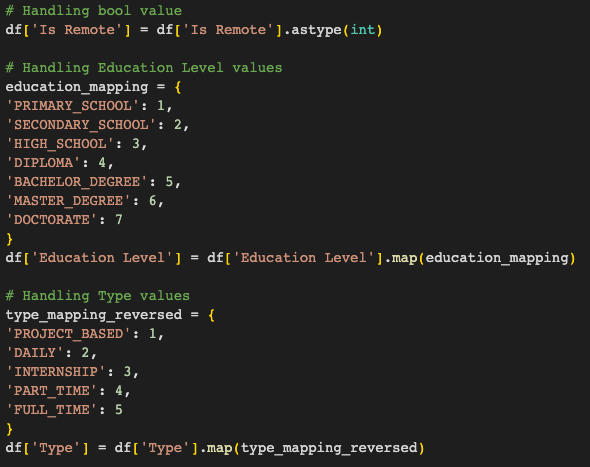 # Handling bool value
df['Is Remote'] = df['Is Remote'].astype(int)
# Handling Education Level values
education_mapping = {
'PRIMARY_SCHOOL': 1,
'SECONDARY_SCHOOL': 2,
'HIGH_SCHOOL': 3,
'DIPLOMA': 4,
'BACHELOR_DEGREE': 5,
'MASTER_DEGREE': 6,
'DOCTORATE': 7
}
df['Education Level'] = df['Education Level'].map(education_mapping)
# Handling Type values
type_mapping_reversed = {
'PROJECT_BASED': 1,
'DAILY': 2,
'INTERNSHIP': 3,
'PART_TIME': 4,
'FULL_TIME': 5
}
df['Type'] = df['Type'].map(type_mapping_reversed)